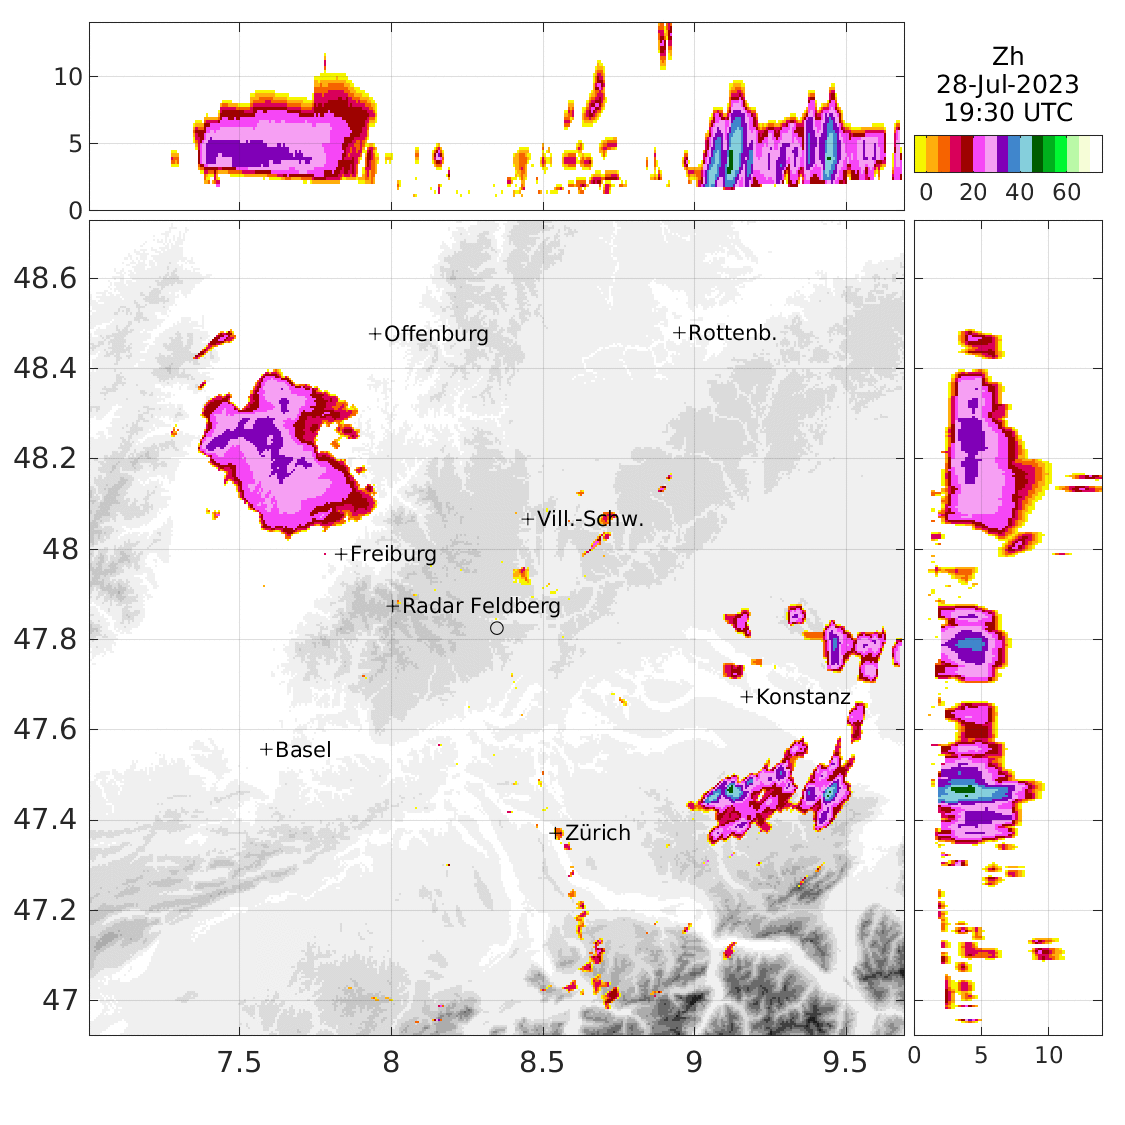 Zh
28-Jul-2023
19:30 UTC
0 20 40 60
10
5
0
48.6
48.4
48.2
48
47.8
47.6
47.4
47.2
47
+Offenburg
+Rottenb.
+Vill.-Schw.
+Freiburg
+Radar Feldberg
+Konstanz
+Basel
+Zürich
7.5 8 8.5 9 9.5
0 5 10